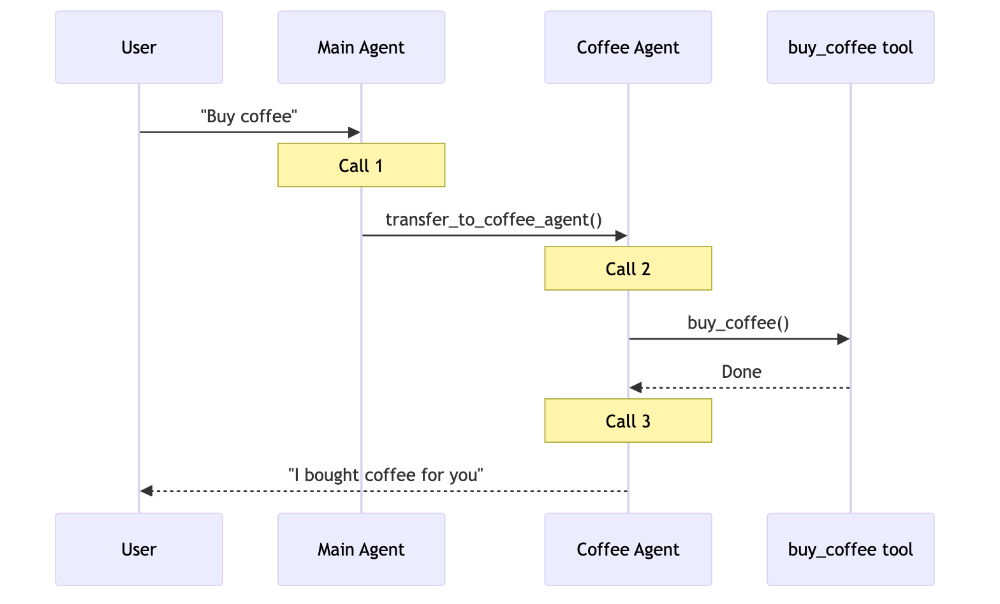 User
Main Agent
Coffee Agent
buy_coffee tool
"Buy coffee"
Call 1
transfer_to_coffee_agent()
Call 2
buy_coffee()
Done
Call 3
"I bought coffee for you"
User
Main Agent
Coffee Agent
buy_coffee tool